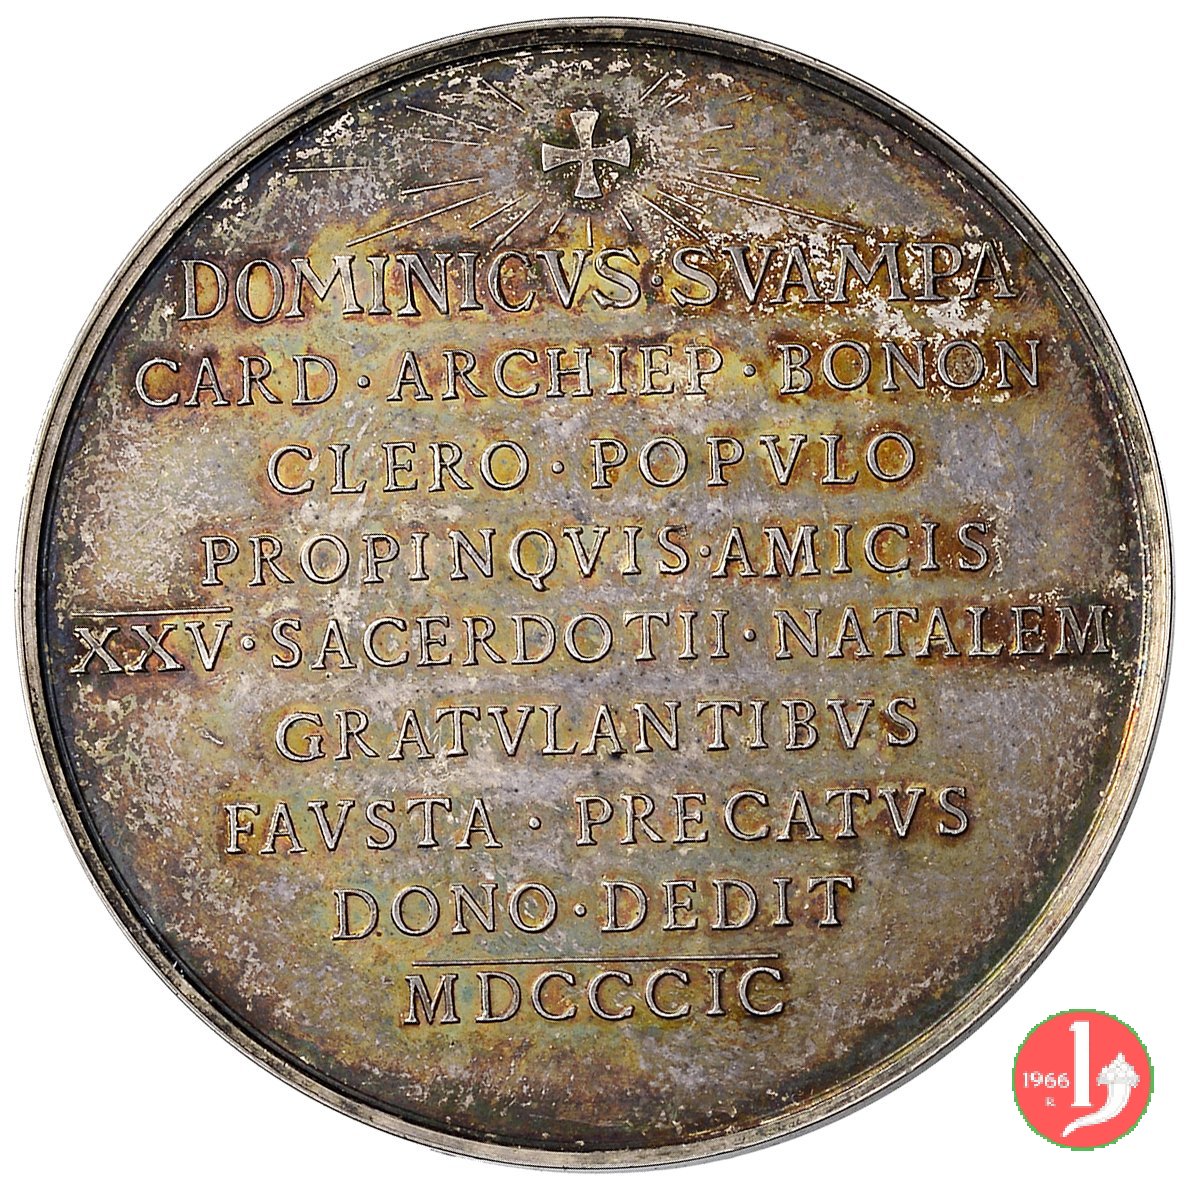 DOMINICVS · SVAMPA
CARD · ARCHIEP · BONON
CLERO · POPVLO
PROPINQVIS · AMICIS
XXV · SACERDOTII · NATALEM
GRATVLANTIBVS
FAVSTA · PRECATVS
DONO · DEDIT
MDCCCIC
1966
R.
1